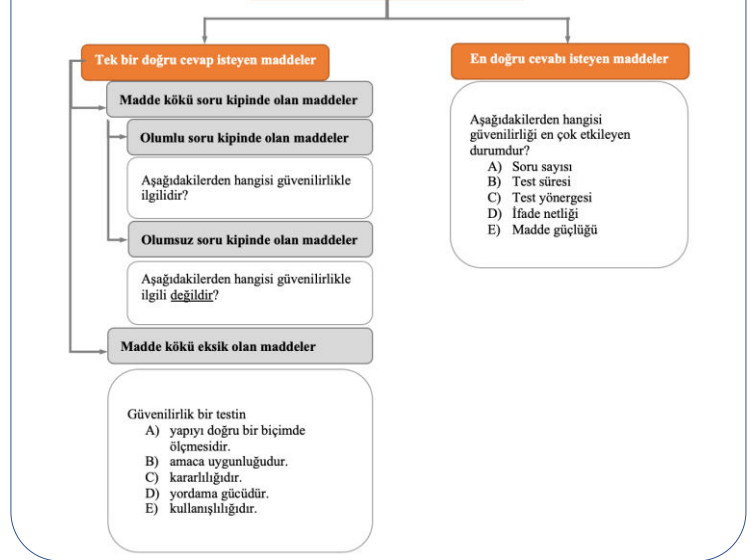 Tek bir doğru cevap isteyen maddeler
Madde kökü soru kipinde olan maddeler
Olumlu soru kipinde olan maddeler
Aşağıdakilerden hangisi güvenilirlikle
ilgilidir?
Olumsuz soru kipinde olan maddeler
Aşağıdakilerden hangisi güvenilirlikle
ilgili değildir?
Madde kökü eksik olan maddeler
Güvenilirlik bir testin
A) yapıyı doğru bir biçimde
ölçmesidir.
B) amaca uygunluğudur.
C) kararlılığıdır.
D) yordama gücüdür.
E) kullanışlılığıdır.
En doğru cevabı isteyen maddeler
Aşağıdakilerden hangisi
güvenilirliği en çok etkileyen
durumdur?
A) Soru sayısı
B) Test süresi
C) Test yönergesi
D) İfade netliği
E) Madde güçlüğü